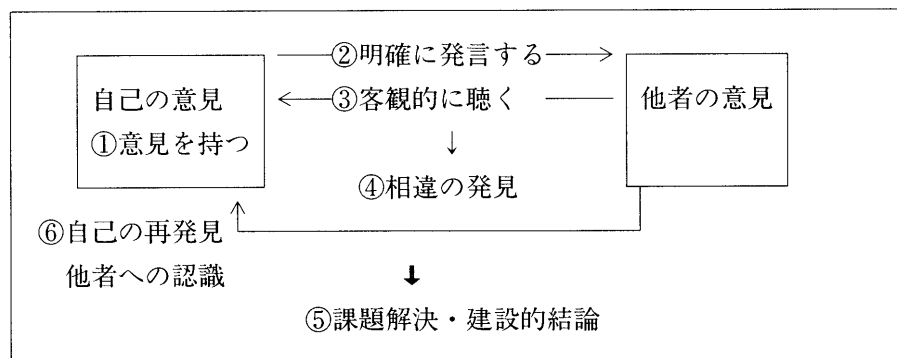 ②明確に発言する
自己の意見
③客観的に聴く
他者の意見
①意見を持つ
↓
④相違の発見
⑥自己の再発見
他者への認識
↓
⑤課題解決・建設的結論